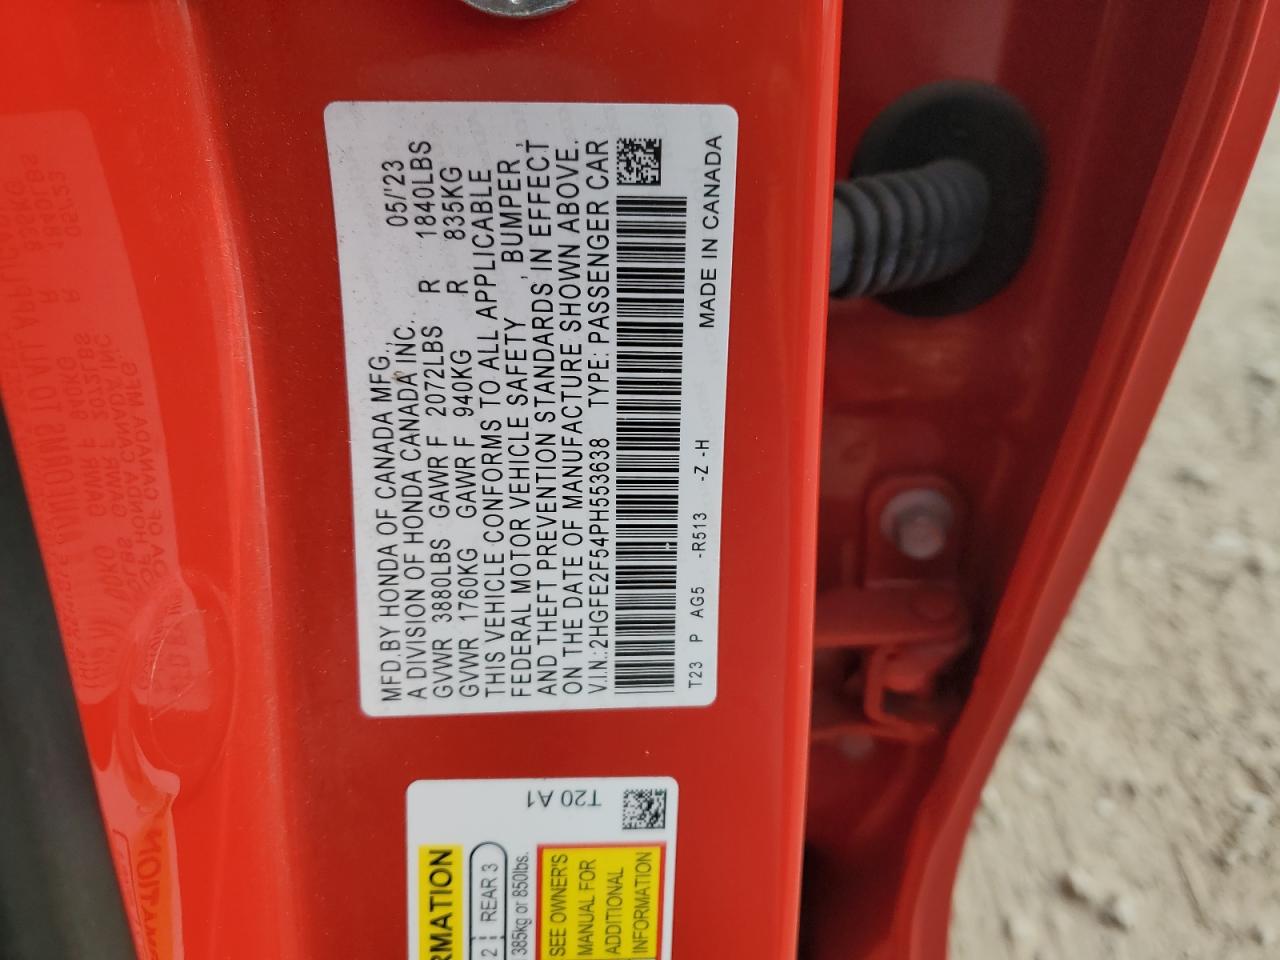 MFD.BY HONDA OF CANADA MFG.,
A DIVISION OF HONDA CANADA INC. 05/'23
GVWR 3880LBS GAWR F 2072LBS R 1840LBS
GVWR 1760KG GAWR F 940KG R 835KG
THIS VEHICLE CONFORMS TO ALL APPLICABLE
FEDERAL MOTOR VEHICLE SAFETY , BUMPER ,
AND THEFT PREVENTION STANDARDS IN EFFECT
ON THE DATE OF MANUFACTURE SHOWN ABOVE.
V.I.N.:2HGFE2F54PH553638 TYPE: PASSENGER CAR
T23 P AG5 -R513 -Z -H MADE IN CANADA
T20 A1
RMATION
2 REAR 3
385kg or 850lbs.
SEE OWNER'S
MANUAL FOR
ADDITIONAL
INFORMATION